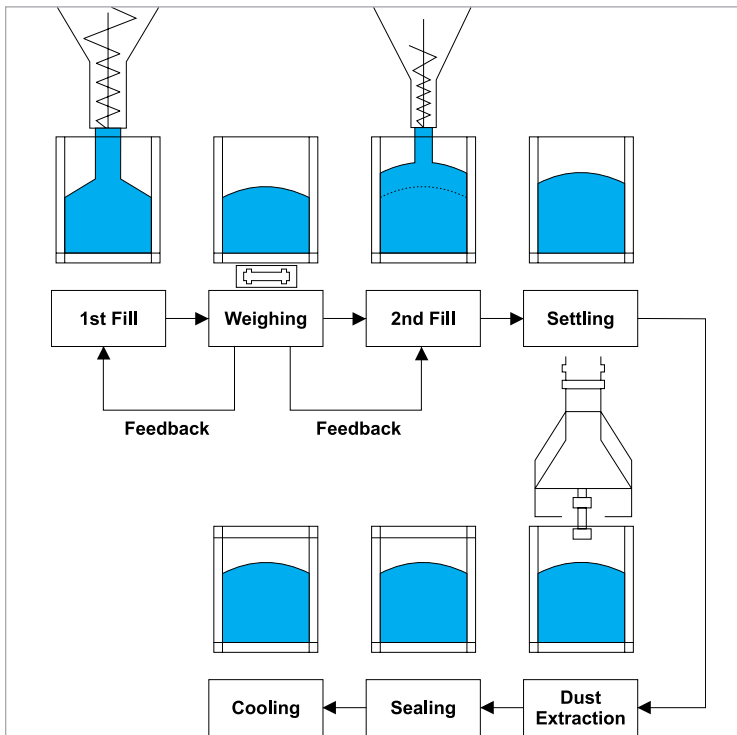 1st Fill
Weighing
2nd Fill
Settling
Feedback
Feedback
Cooling
Sealing
Dust
Extraction